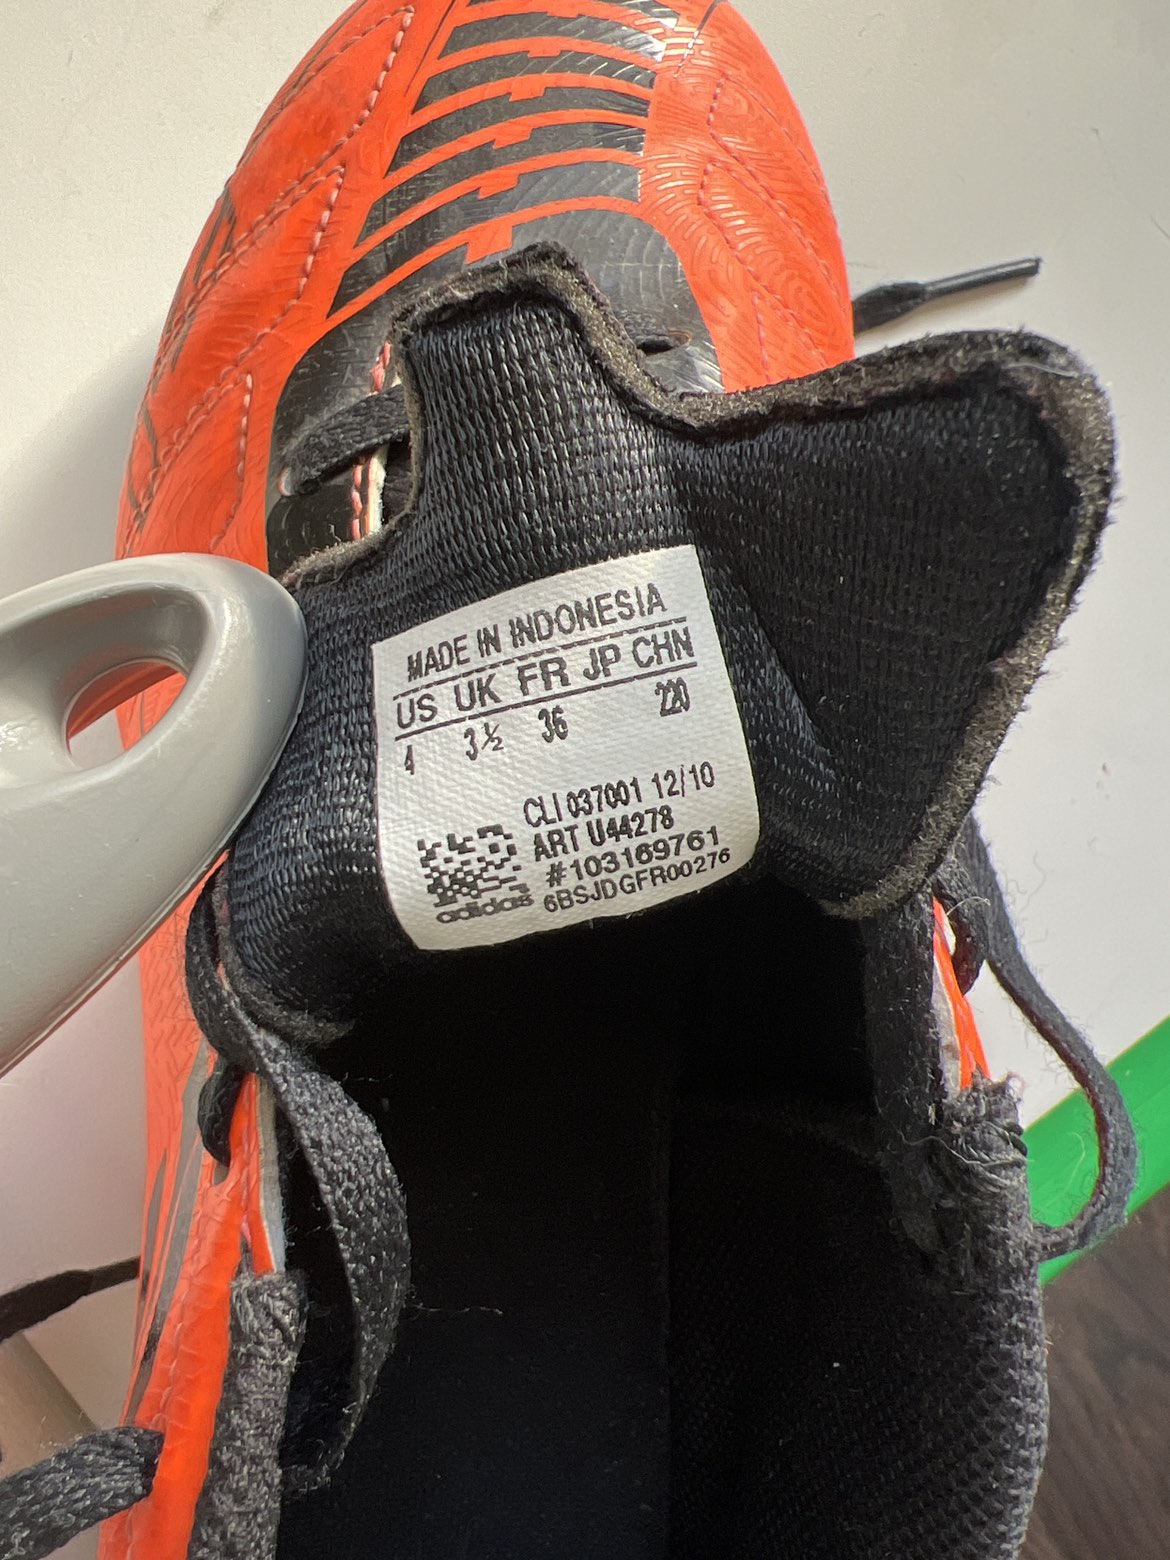 MADE IN INDONESIA
US UK FR JP CHN
4 3½ 36 220
CLI 037001 12/10
ART U44278
#103169761
6BSJDGFR00276
adidas